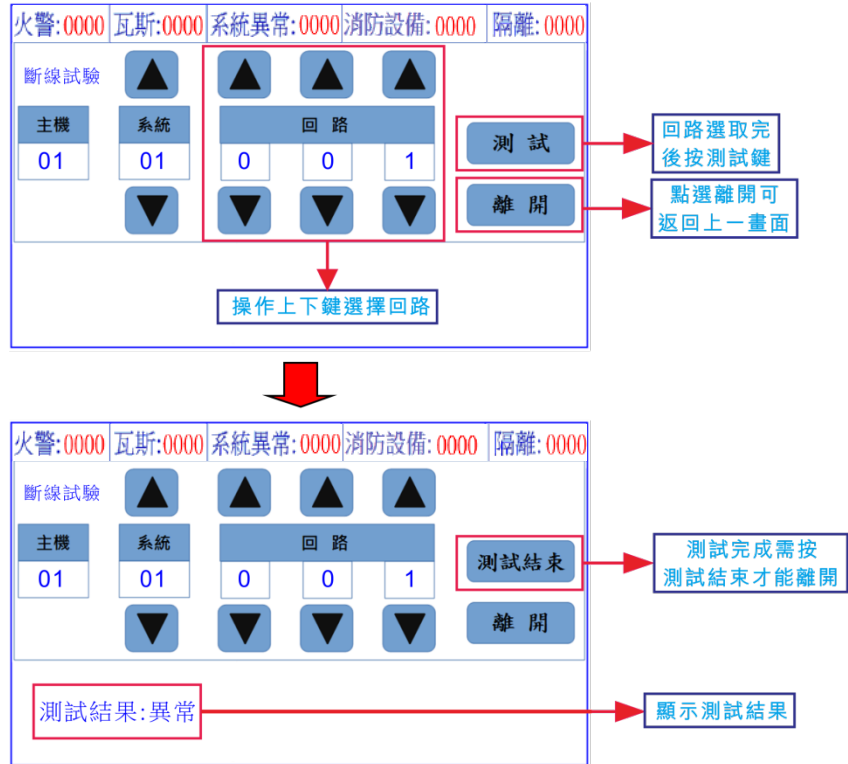 火警:0000 瓦斯:0000 系統異常:0000 消防設備:0000 隔離:0000
斷線試驗
主機 系統 回 路
01 01 0 0 1
測 試
離 開
回路選取完
後按測試鍵
點選離開可
返回上一畫面
操作上下鍵選擇回路
火警:0000 瓦斯:0000 系統異常:0000 消防設備:0000 隔離:0000
斷線試驗
主機 系統 回 路
01 01 0 0 1
測試結束
離 開
測試完成需按
測試結束才能離開
測試結果:異常
顯示測試結果